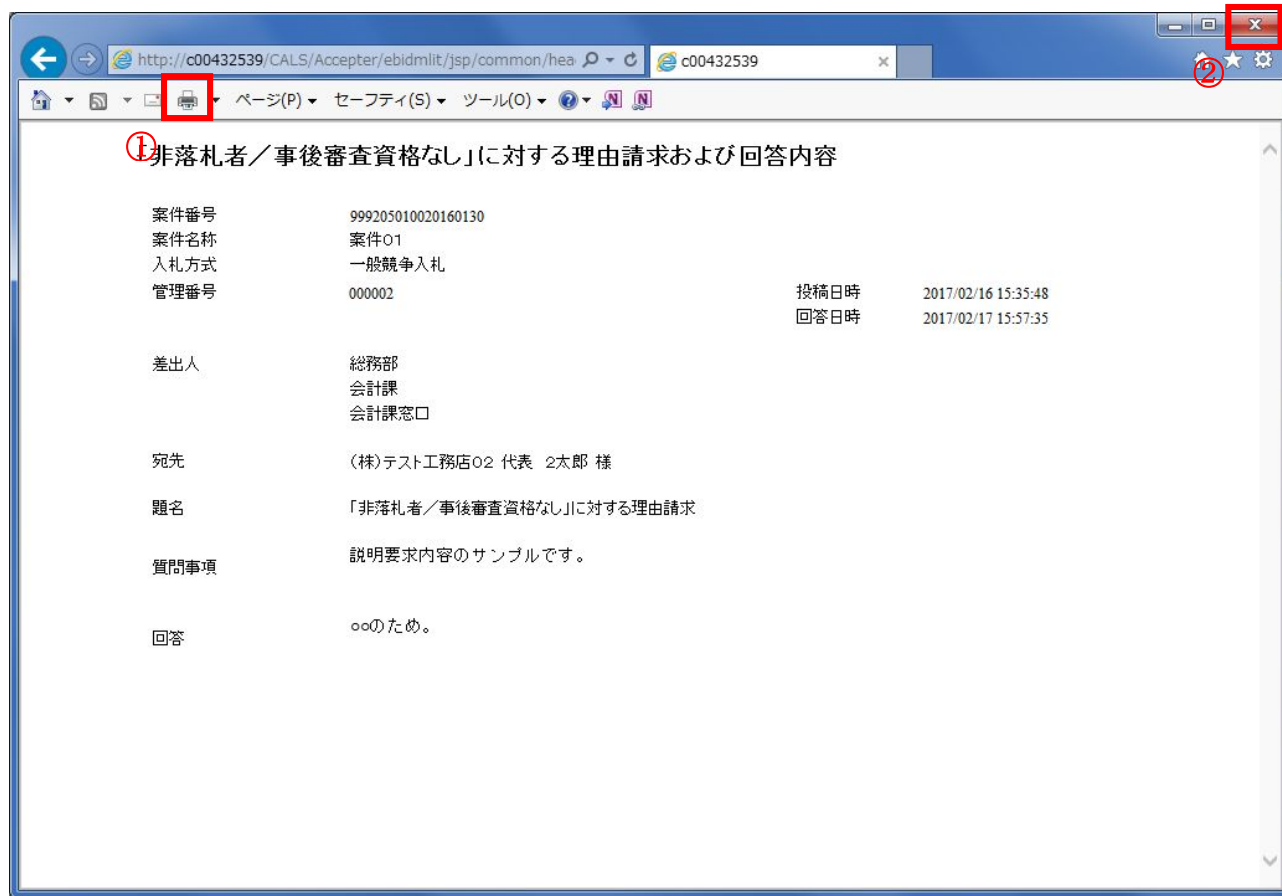 http://c00432539/CALS/Accepter/ebidmlit/jsp/common/hea
c00432539
②
ページ(P) セーフティ(S) ツール(O)
①
「非落札者／事後審査資格なし」に対する理由請求および回答内容
案件番号 999205010020160130
案件名称 案件01
入札方式 一般競争入札
管理番号 000002 投稿日時 2017/02/16 15:35:48
回答日時 2017/02/17 15:57:35
差出人 総務部
会計課
会計課窓口
宛先 (株)テスト工務店02 代表 2太郎 様
題名 「非落札者／事後審査資格なし」に対する理由請求
質問事項 説明要求内容のサンプルです。
回答 ○○のため。